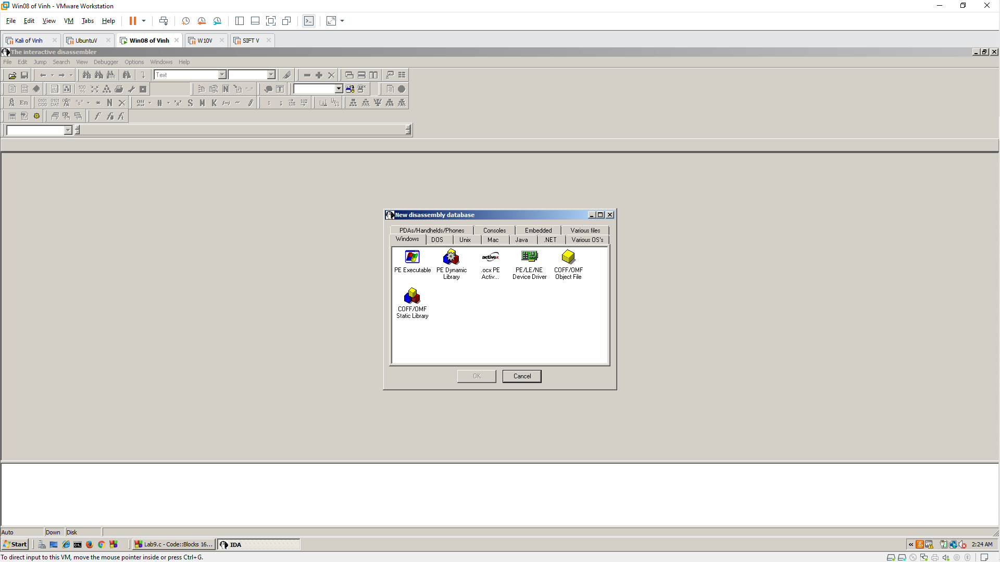 Win08 of Vinh - VMware Workstation
File Edit View VM Tabs Help
Kali of Vinh UbuntuV Win08 of Vinh W10V SIFT V
The interactive disassembler
File Edit Jump Search View Debugger Options Windows Help
Text
En
New disassembly database
PDAs/Handhelds/Phones Consoles Embedded Various files
Windows DOS Unix Mac Java .NET Various OS's
activex
PE Executable PE Dynamic Library .ocx PE Activ... PE/LE/NE Device Driver COFF/OMF Object File
COFF/OMF Static Library
OK Cancel
Auto Down Disk
Start Lab9.c - Code::Blocks 16... IDA « 2:24 AM
To direct input to this VM, move the mouse pointer inside or press Ctrl+G.